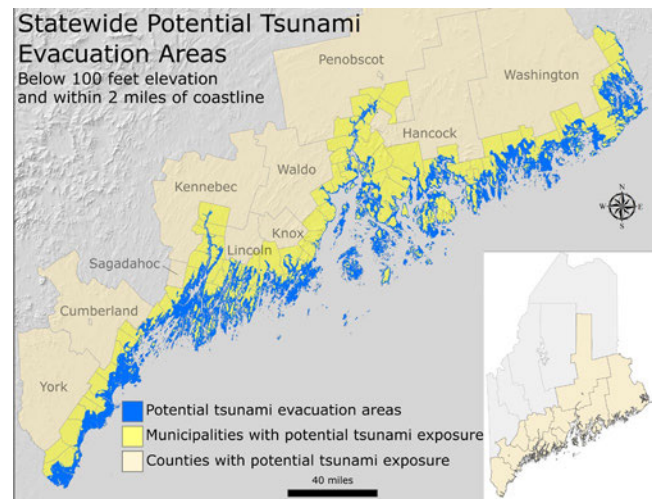 Statewide Potential Tsunami
Evacuation Areas
Below 100 feet elevation
and within 2 miles of coastline
Penobscot
Washington
Hancock
Waldo
Kennebec
Knox
Lincoln
Sagadahoc
Cumberland
York
N
W E
S
Potential tsunami evacuation areas
Municipalities with potential tsunami exposure
Counties with potential tsunami exposure
40 miles